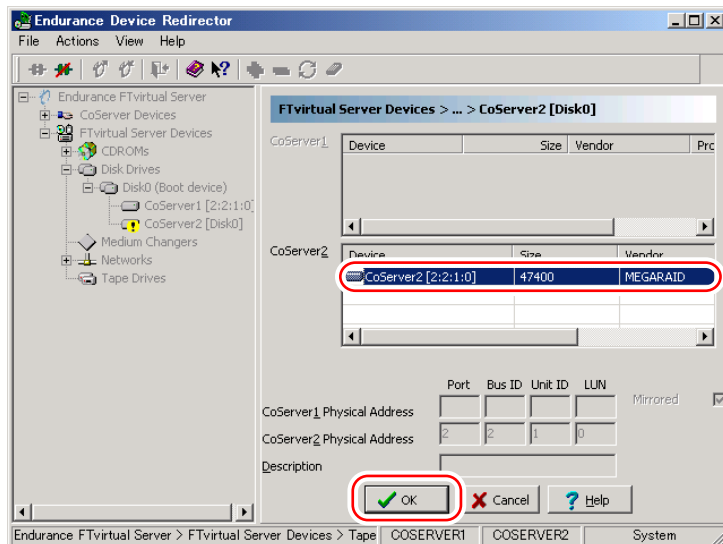 Endurance Device Redirector
File Actions View Help
Endurance FTvirtual Server
CoServer Devices
FTvirtual Server Devices
CDROMs
Disk Drives
Disk0 (Boot device)
CoServer1 [2:2:1:0]
CoServer2 [Disk0]
Medium Changers
Networks
Tape Drives
FTvirtual Server Devices > ... > CoServer2 [Disk0]
CoServer1
Device Size Vendor Prc
CoServer2
Device Size Vendor
CoServer2 [2:2:1:0] 47400 MEGARAID
Port Bus ID Unit ID LUN
Mirrored
CoServer1 Physical Address
CoServer2 Physical Address 2 2 1 0
Description
OK Cancel Help
Endurance FTvirtual Server > FTvirtual Server Devices > Tape COSERVER1 COSERVER2 System